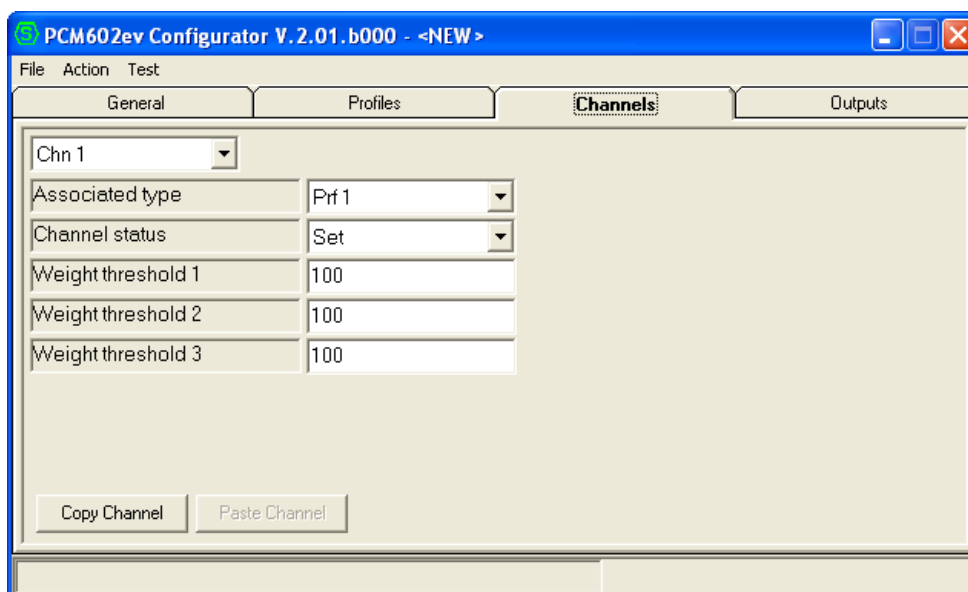 PCM602ev Configurator V.2.01.b000 - <NEW>
File Action Test
General Profiles Channels Outputs
Chn 1
Associated type Prf 1
Channel status Set
Weight threshold 1 100
Weight threshold 2 100
Weight threshold 3 100
Copy Channel Paste Channel